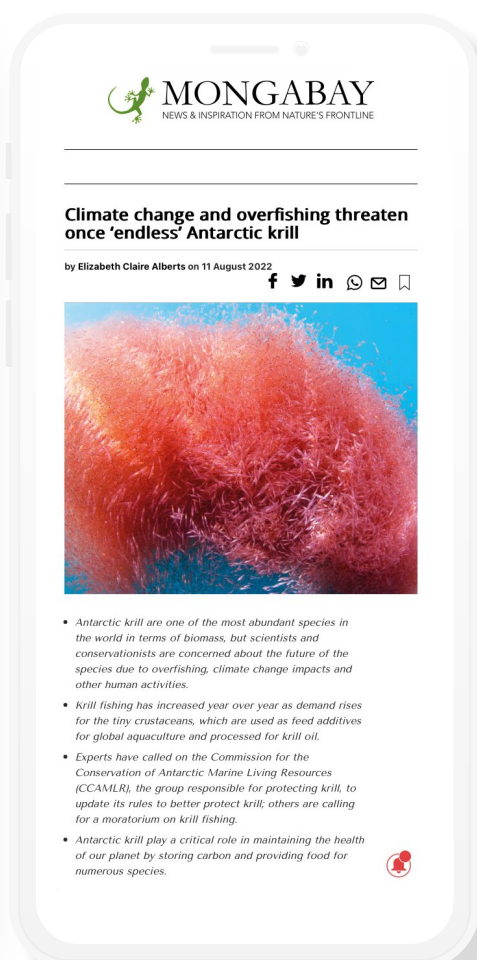 MONGABAY
NEWS & INSPIRATION FROM NATURE'S FRONTLINE
Climate change and overfishing threaten
once ‘endless’ Antarctic krill
by Elizabeth Claire Alberts on 11 August 2022
Antarctic krill are one of the most abundant species in
the world in terms of biomass, but scientists and
conservationists are concerned about the future of the
species due to overfishing, climate change impacts and
other human activities.
Krill fishing has increased year over year as demand rises
for the tiny crustaceans, which are used as feed additives
for global aquaculture and processed for krill oil.
Experts have called on the Commission for the
Conservation of Antarctic Marine Living Resources
(CCAMLR), the group responsible for protecting krill, to
update its rules to better protect krill; others are calling
for a moratorium on krill fishing.
Antarctic krill play a critical role in maintaining the health
of our planet by storing carbon and providing food for
numerous species.